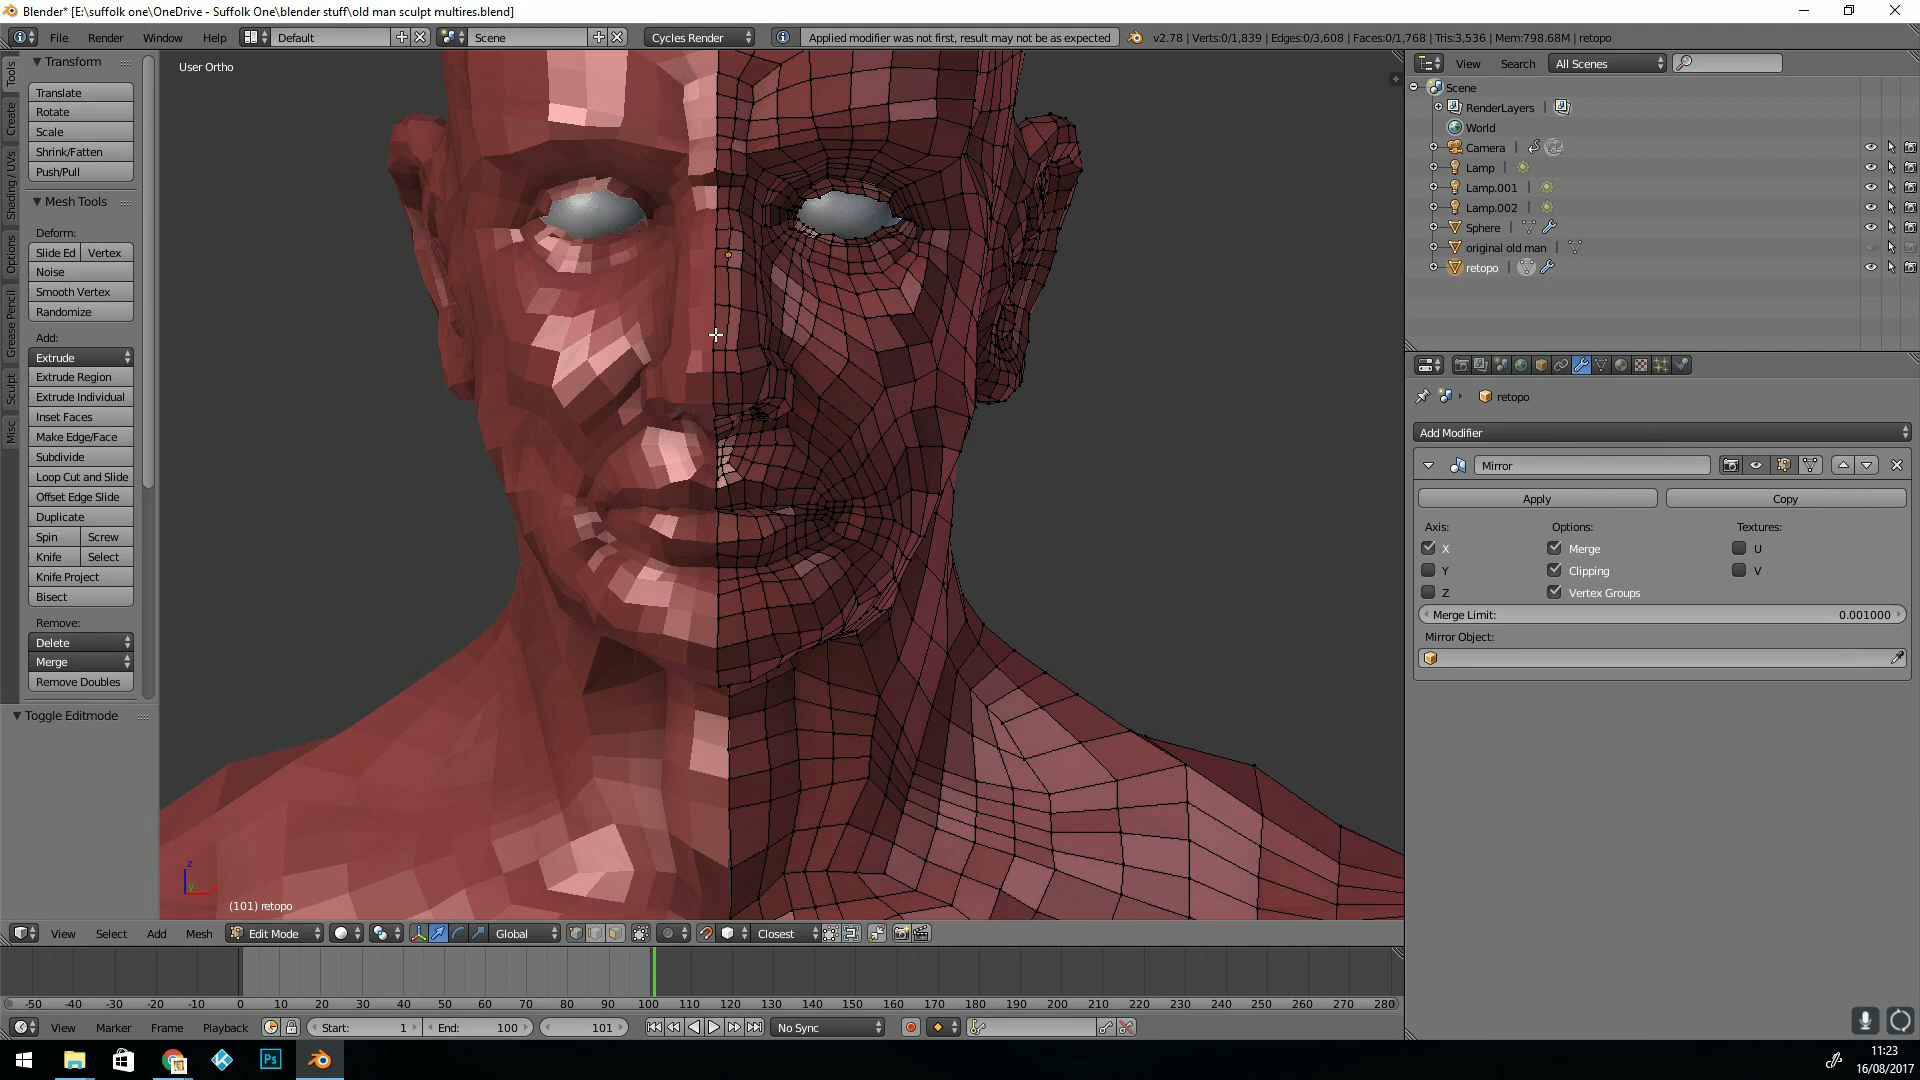 Blender* [E:\suffolk one\OneDrive - Suffolk One\blender stuff\old man sculpt multires.blend]
File Render Window Help Default Scene Cycles Render Applied modifier was not first, result may not be as expected v2.78 | Verts:0/1,839 | Edges:0/3,608 | Faces:0/1,768 | Tris:3,536 | Mem:798.68M | retopo
Tools
Create
Shading / UVs
Options
Grease Pencil
Sculpt
Misc
Transform
Translate
Rotate
Scale
Shrink/Fatten
Push/Pull
Mesh Tools
Deform:
Slide Ed Vertex
Noise
Smooth Vertex
Randomize
Add:
Extrude
Extrude Region
Extrude Individual
Inset Faces
Make Edge/Face
Subdivide
Loop Cut and Slide
Offset Edge Slide
Duplicate
Spin Screw
Knife Select
Knife Project
Bisect
Remove:
Delete
Merge
Remove Doubles
Toggle Editmode
User Ortho
z
y
(101) retopo
View Select Add Mesh Edit Mode Global Closest
-50 -40 -30 -20 -10 0 10 20 30 40 50 60 70 80 90 100 110 120 130 140 150 160 170 180 190 200 210 220 230 240 250 260 270 280
View Marker Frame Playback Start: 1 End: 100 101 No Sync
View Search All Scenes
Scene
RenderLayers |
World
Camera |
Lamp |
Lamp.001 |
Lamp.002 |
Sphere |
original old man |
retopo |
retopo
Add Modifier
Mirror
Apply Copy
Axis: Options: Textures:
X Merge U
Y Clipping V
Z Vertex Groups
Merge Limit: 0.001000
Mirror Object:
Ps
11:23
16/08/2017